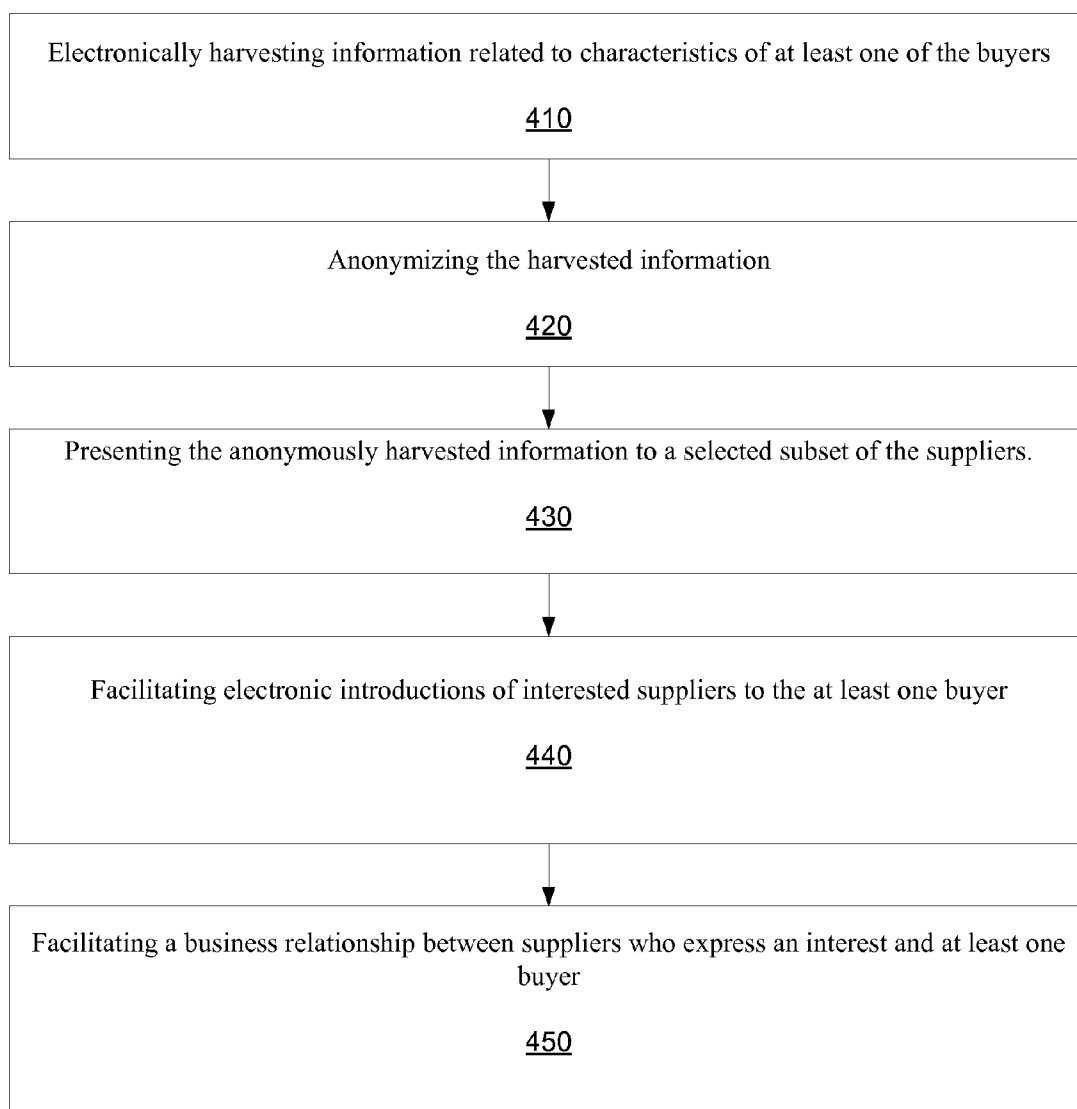 Electronically harvesting information related to characteristics of at least one of the buyers
410
Anonymizing the harvested information
420
Presenting the anonymously harvested information to a selected subset of the suppliers.
430
Facilitating electronic introductions of interested suppliers to the at least one buyer
440
Facilitating a business relationship between suppliers who express an interest and at least one
buyer
450